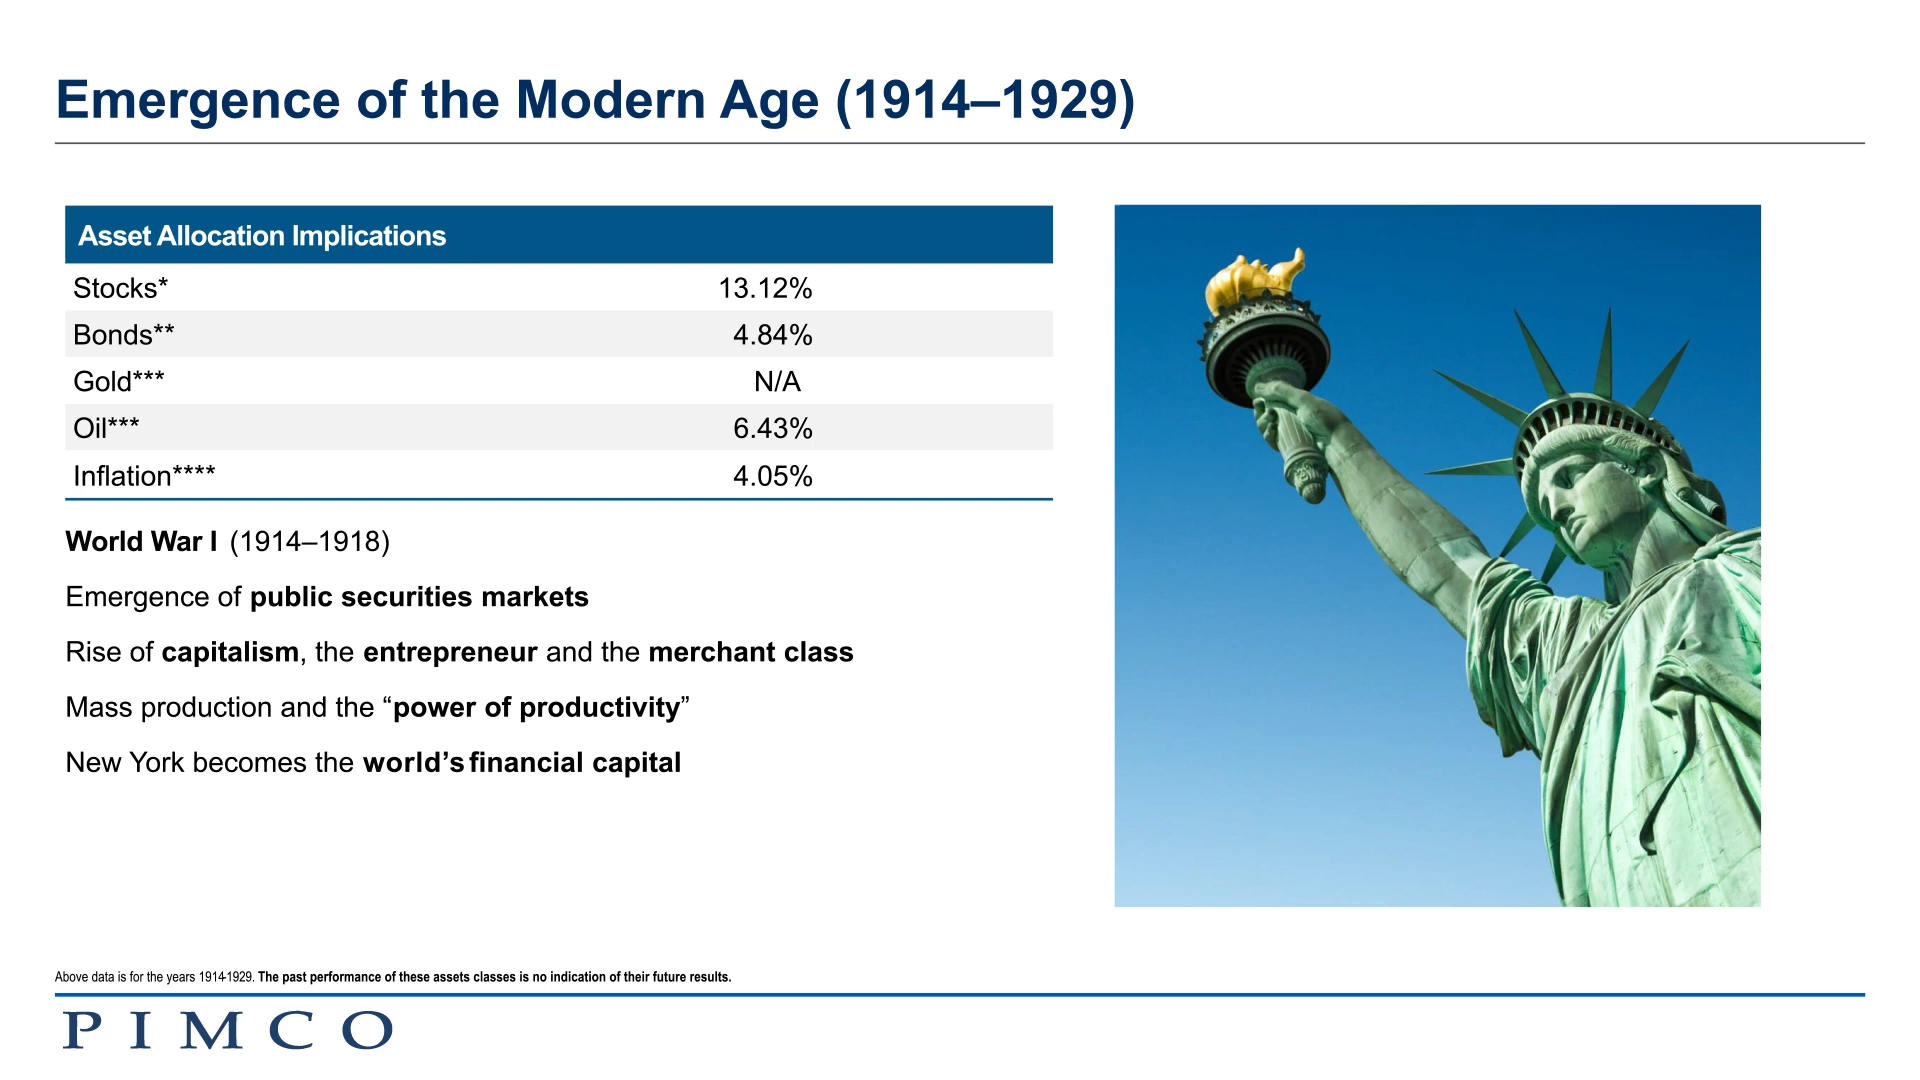 Emergence of the Modern Age (1914–1929)
Asset Allocation Implications
Stocks* 13.12%
Bonds** 4.84%
Gold*** N/A
Oil*** 6.43%
Inflation**** 4.05%
World War I (1914–1918)
Emergence of public securities markets
Rise of capitalism, the entrepreneur and the merchant class
Mass production and the “power of productivity”
New York becomes the world’s financial capital
Above data is for the years 1914-1929. The past performance of these assets classes is no indication of their future results.
PIMCO